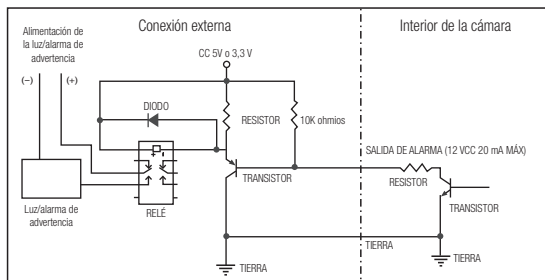 Conexión externa
Interior de la cámara
Alimentación de
la luz/alarma de
advertencia
(−)
(+)
CC 5V o 3,3 V
DIODO
RESISTOR
10K ohmios
SALIDA DE ALARMA (12 VCC 20 mA MÁX)
RESISTOR
TRANSISTOR
TRANSISTOR
RELÉ
Luz/alarma de
advertencia
TIERRA
TIERRA
TIERRA